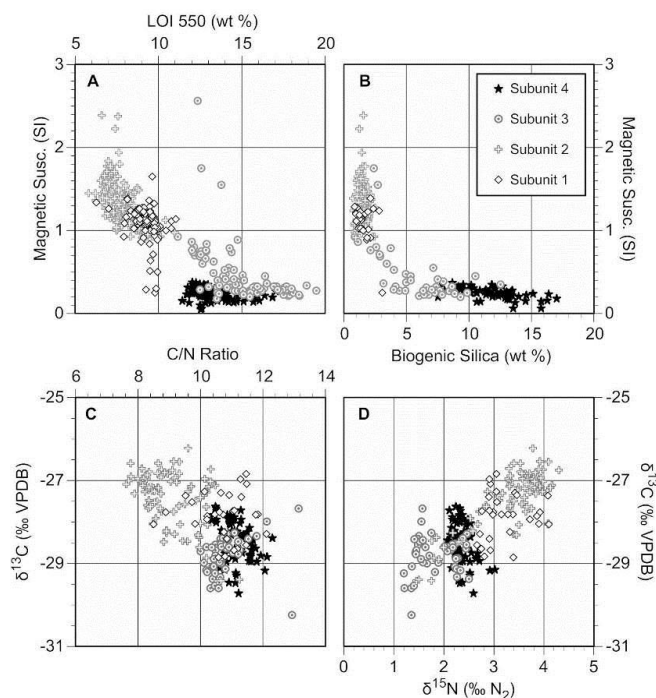 LOI 550 (wt %)
5 10 15 20
3 2 1 0
Magnetic Susc. (SI)
A
B
Subunit 4
Subunit 3
Subunit 2
Subunit 1
3 2 1 0
Magnetic Susc. (SI)
0 5 10 15 20
Biogenic Silica (wt %)
C/N Ratio
6 8 10 12 14
-25 -27 -29 -31
δ13C (‰ VPDB)
C
D
-25 -27 -29 -31
δ13C (‰ VPDB)
0 1 2 3 4 5
δ15N (‰ N2)